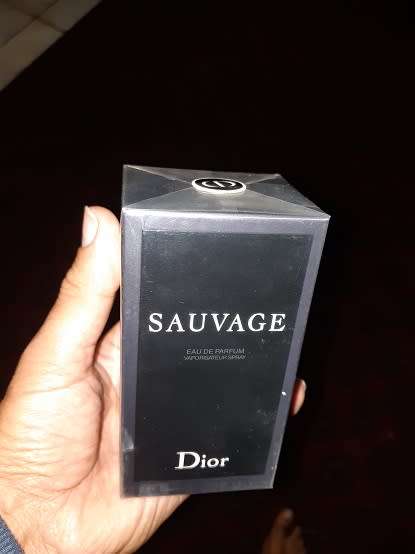 SAUVAGE
EAU DE PARFUM
VAPORISATEUR SPRAY
Dior